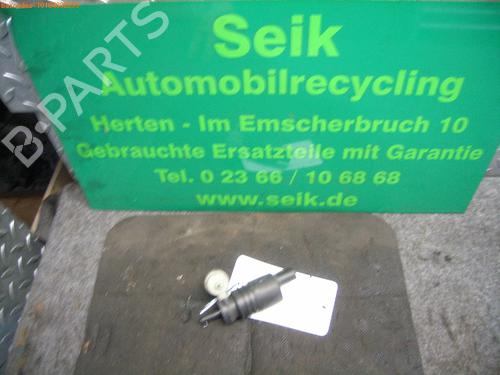 B-PARTS
Seik
Automobilrecycling
Herten - Im Emscherbruch 10
Gebrauchte Ersatzteile mit Garantie
Tel. 0 23 66 / 10 68 68
www.seik.de